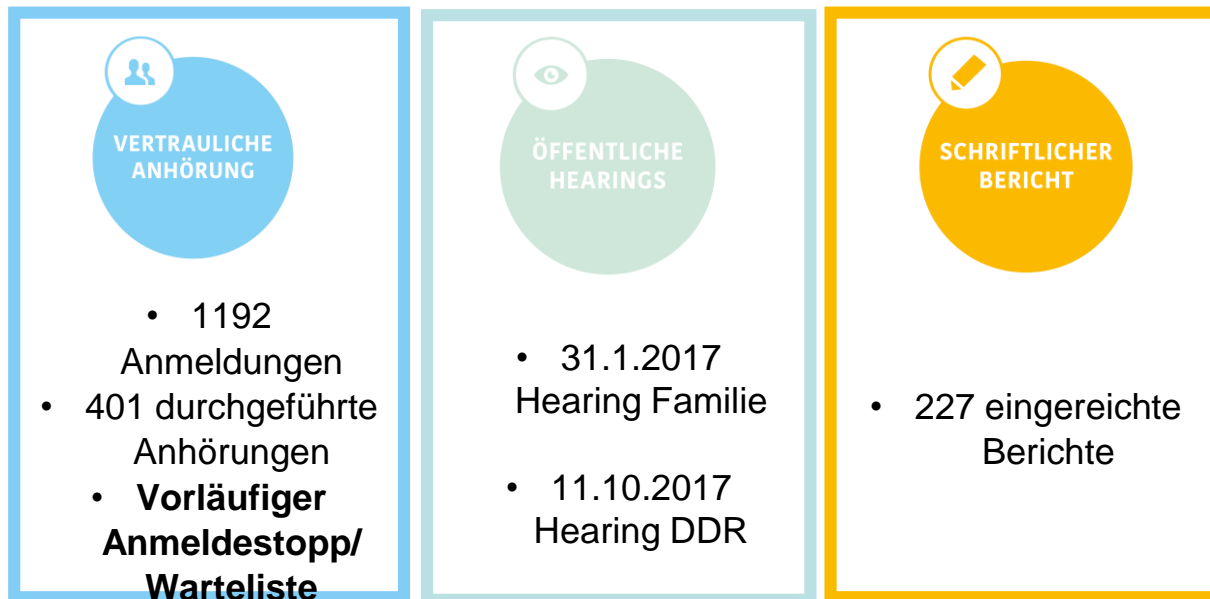 VERTRAULICHE
ANHÖRUNG
• 1192
Anmeldungen
• 401 durchgeführte
Anhörungen
• Vorläufiger
Anmeldestopp/
Warteliste
ÖFFENTLICHE
HEARINGS
• 31.1.2017
Hearing Familie
• 11.10.2017
Hearing DDR
SCHRIFTLICHER
BERICHT
• 227 eingereichte
Berichte